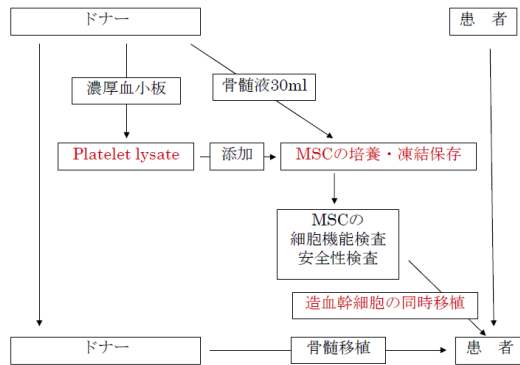 ドナー
患　者
濃厚血小板
骨髄液30ml
Platelet lysate
添加
MSCの培養・凍結保存
MSCの
細胞機能検査
安全性検査
造血幹細胞の同時移植
ドナー
骨髄移植
患　者